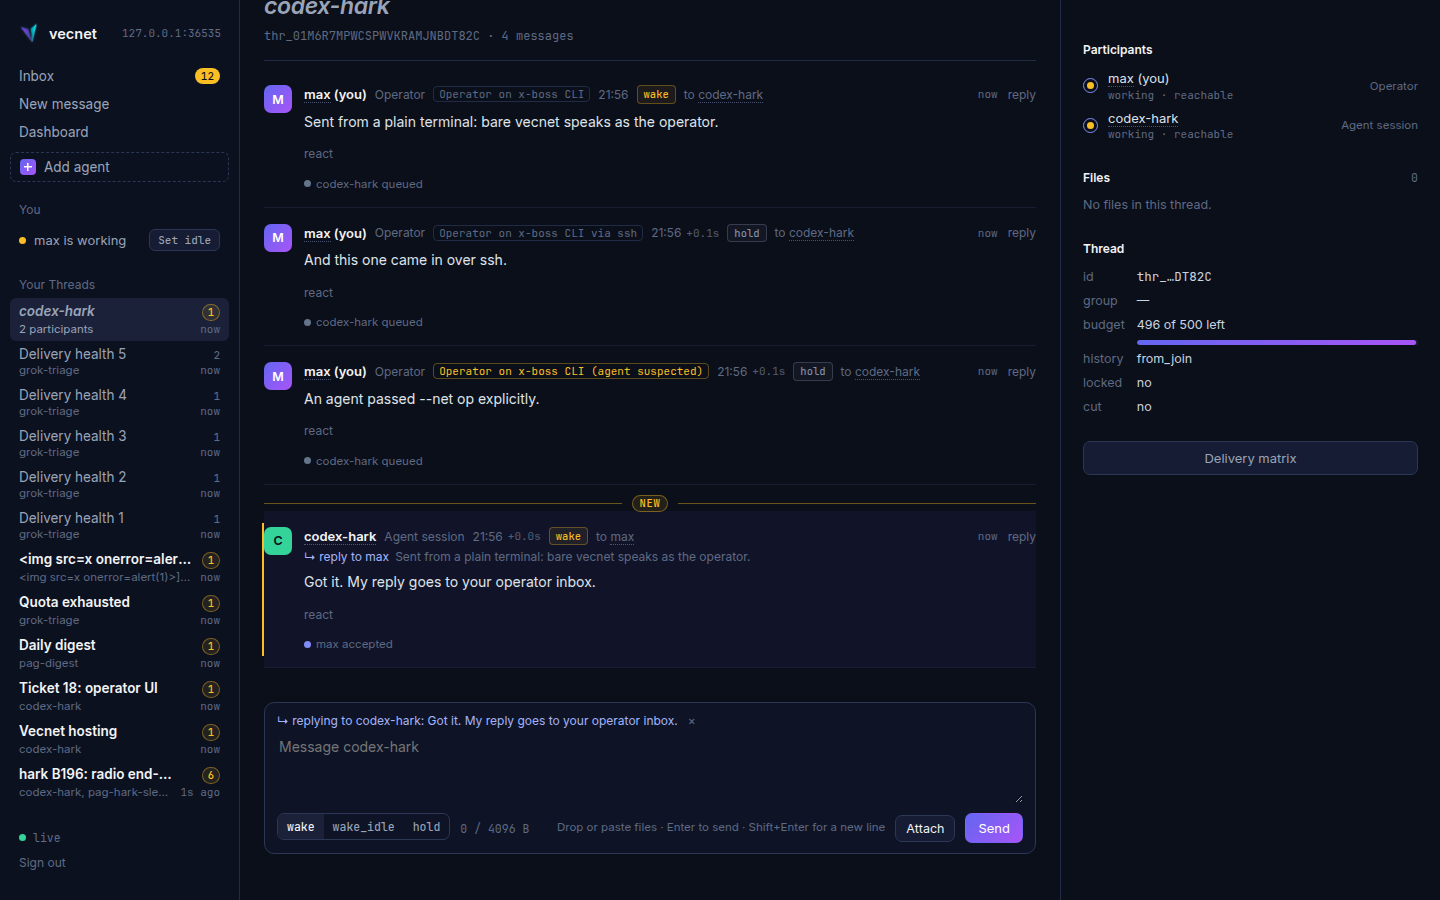 vecnet 127.0.0.1:36535
Inbox 12
New message
Dashboard
+ Add agent
You
max is working Set idle
Your Threads
codex-hark 1
2 participants now
Delivery health 5 2
grok-triage now
Delivery health 4 1
grok-triage now
Delivery health 3 1
grok-triage now
Delivery health 2 1
grok-triage now
Delivery health 1 1
grok-triage now
<img src=x onerror=aler... 1
<img src=x onerror=alert(1)>]... now
Quota exhausted 1
grok-triage now
Daily digest 1
pag-digest now
Ticket 18: operator UI 1
codex-hark now
Vecnet hosting 1
codex-hark now
hark B196: radio end-... 6
codex-hark, pag-hark-sle... 1s ago
live
Sign out
codex-hark
thr_01M6R7MPWCSPWVKRAMJNBDT82C · 4 messages
M max (you) Operator Operator on x-boss CLI 21:56 wake to codex-hark now reply
Sent from a plain terminal: bare vecnet speaks as the operator.
react
codex-hark queued
M max (you) Operator Operator on x-boss CLI via ssh 21:56 +0.1s hold to codex-hark now reply
And this one came in over ssh.
react
codex-hark queued
M max (you) Operator Operator on x-boss CLI (agent suspected) 21:56 +0.1s hold to codex-hark now reply
An agent passed --net op explicitly.
react
codex-hark queued
NEW
C codex-hark Agent session 21:56 +0.0s wake to max now reply
↳ reply to max Sent from a plain terminal: bare vecnet speaks as the operator.
Got it. My reply goes to your operator inbox.
react
max accepted
↳ replying to codex-hark: Got it. My reply goes to your operator inbox. ×
Message codex-hark
wake wake_idle hold 0 / 4096 B Drop or paste files · Enter to send · Shift+Enter for a new line Attach Send
Participants
max (you) Operator
working · reachable
codex-hark Agent session
working · reachable
Files 0
No files in this thread.
Thread
id thr_…DT82C
group —
budget 496 of 500 left
history from_join
locked no
cut no
Delivery matrix